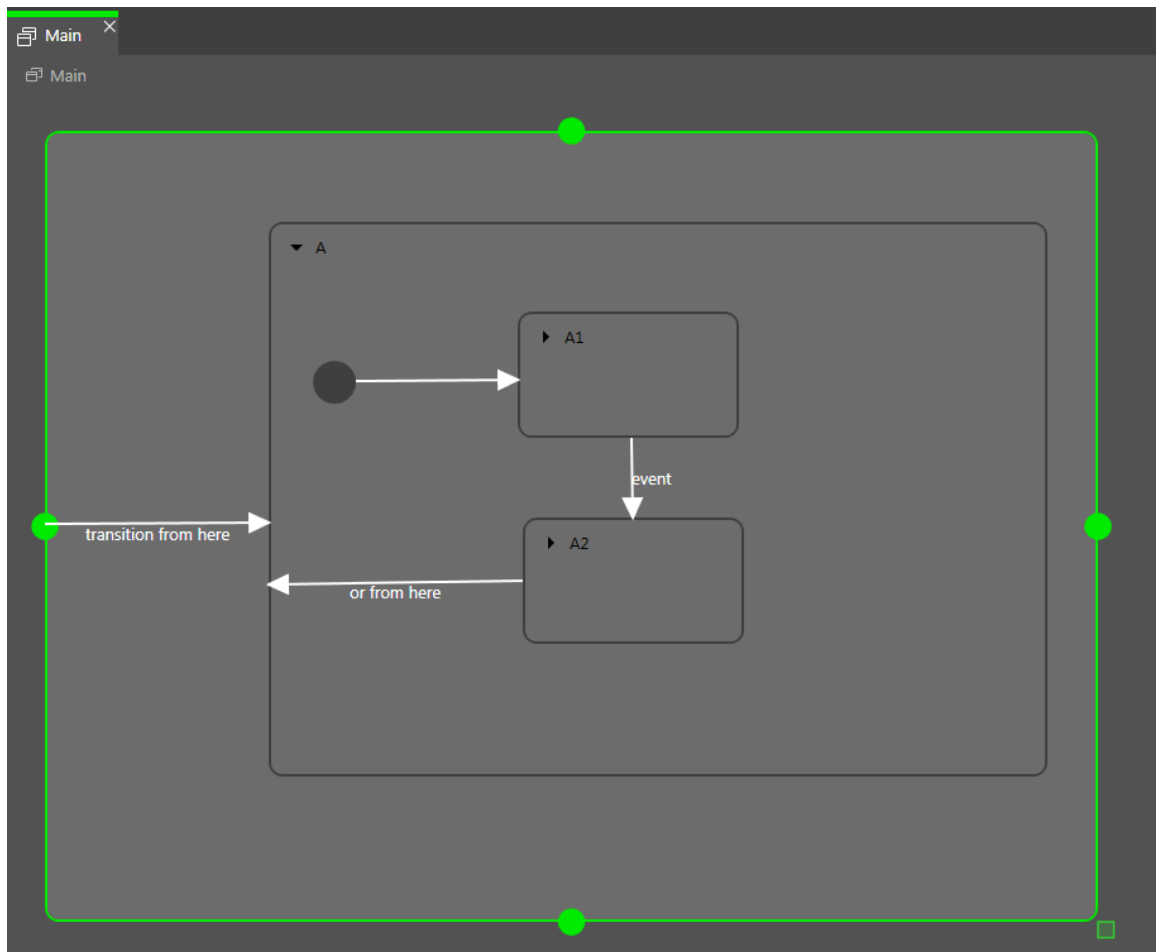 Main
Main
A
A1
event
transition from here
A2
or from here